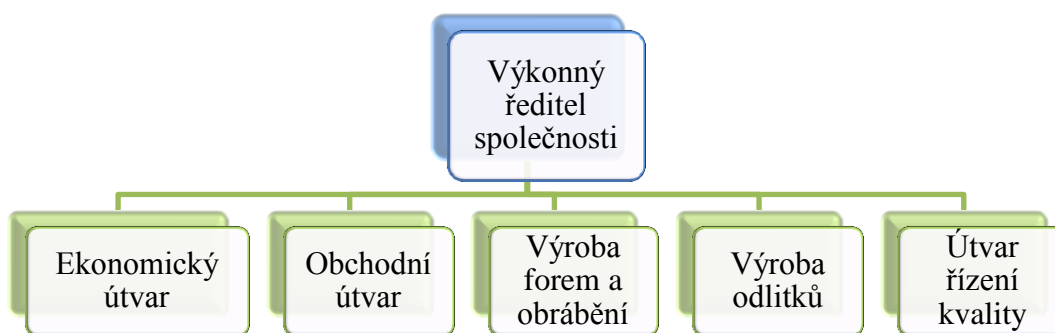 Výkonný
ředitel
společnosti
Ekonomický
útvar
Obchodní
útvar
Výroba
forem a
obrábění
Výroba
odlitků
Útvar
řízení
kvality